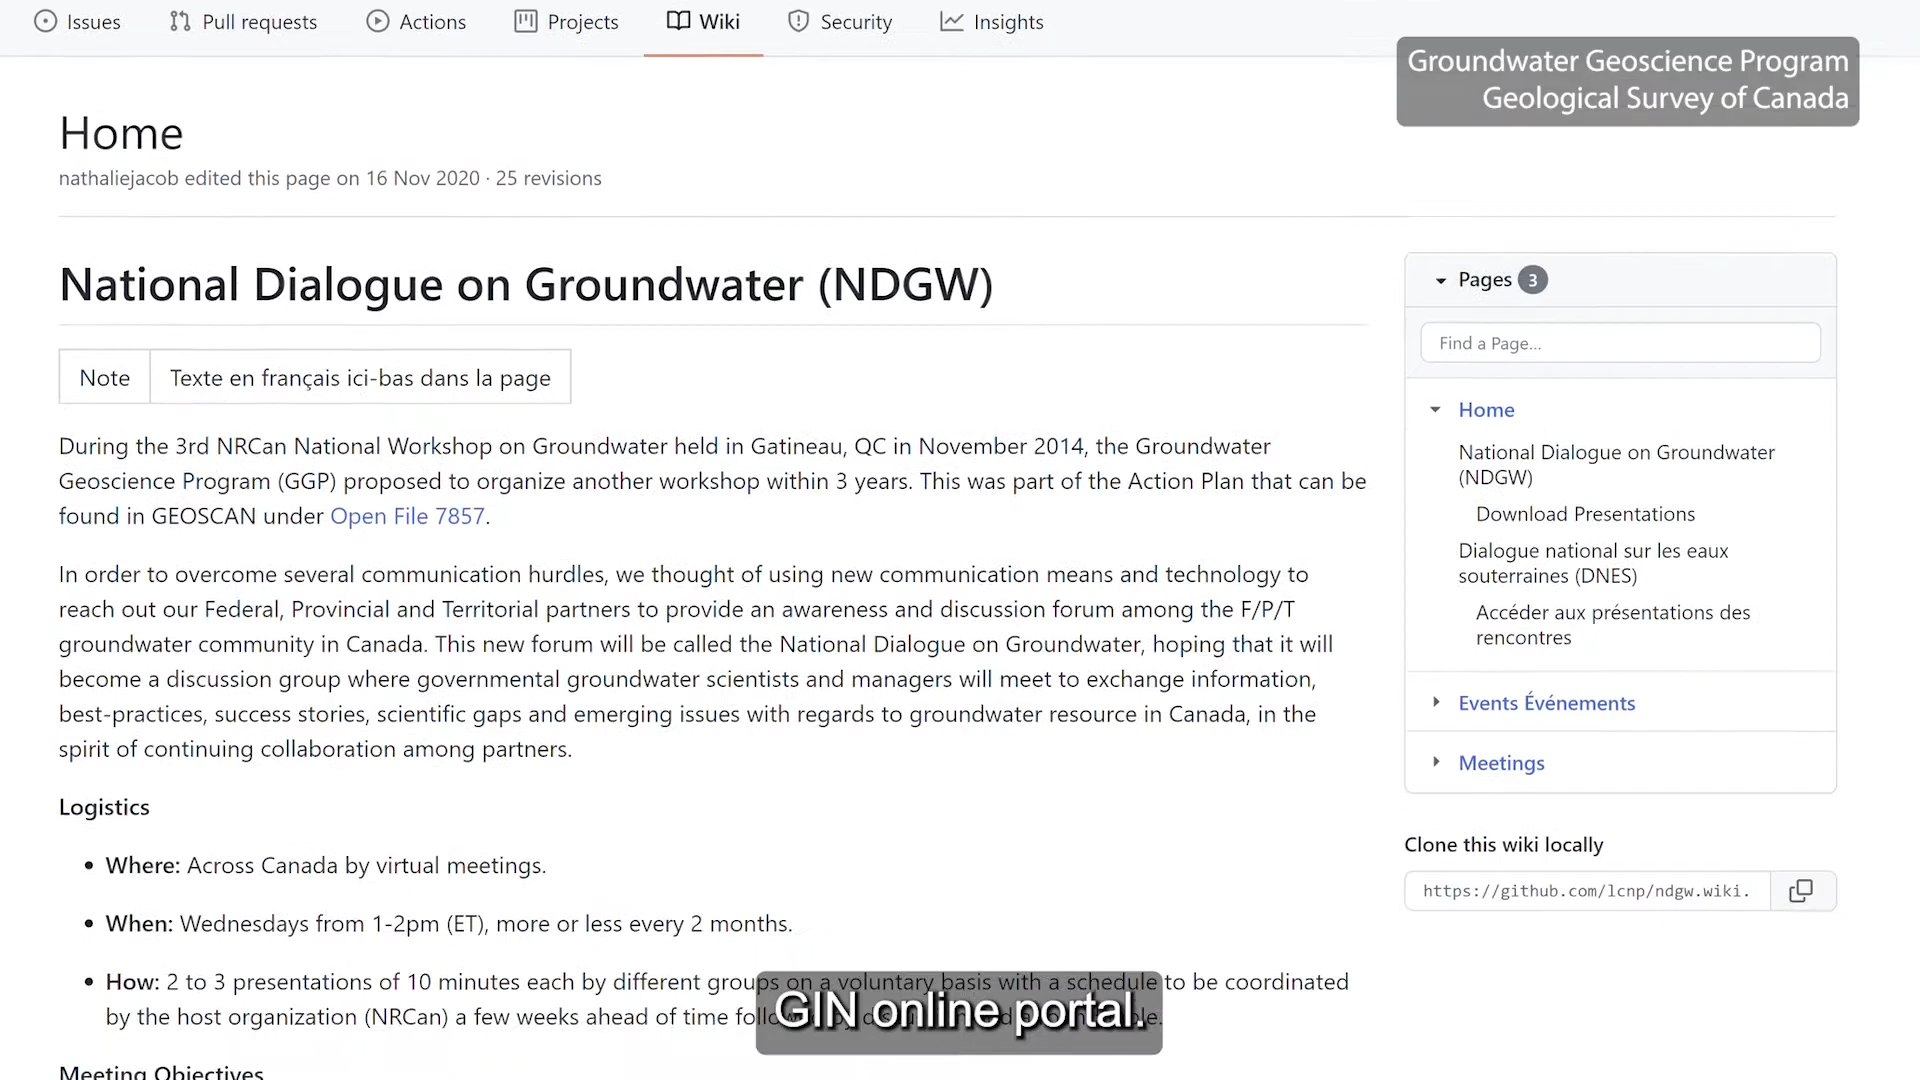 Issues
Pull requests
Actions
Projects
Wiki
Security
Insights
Groundwater Geoscience Program
Geological Survey of Canada
Home
nathaliejacob edited this page on 16 Nov 2020 · 25 revisions
National Dialogue on Groundwater (NDGW)
Note
Texte en français ici-bas dans la page
During the 3rd NRCan National Workshop on Groundwater held in Gatineau, QC in November 2014, the Groundwater
Geoscience Program (GGP) proposed to organize another workshop within 3 years. This was part of the Action Plan that can be
found in GEOSCAN under Open File 7857.
In order to overcome several communication hurdles, we thought of using new communication means and technology to
reach out our Federal, Provincial and Territorial partners to provide an awareness and discussion forum among the F/P/T
groundwater community in Canada. This new forum will be called the National Dialogue on Groundwater, hoping that it will
become a discussion group where governmental groundwater scientists and managers will meet to exchange information,
best-practices, success stories, scientific gaps and emerging issues with regards to groundwater resource in Canada, in the
spirit of continuing collaboration among partners.
Logistics
• Where: Across Canada by virtual meetings.
• When: Wednesdays from 1-2pm (ET), more or less every 2 months.
• How: 2 to 3 presentations of 10 minutes each by different groups on a voluntary basis with a schedule to be coordinated
by the host organization (NRCan) a few weeks ahead of time
Meeting Objectives
Pages 3
Find a Page...
Home
National Dialogue on Groundwater
(NDGW)
Download Presentations
Dialogue national sur les eaux
souterraines (DNES)
Accéder aux présentations des
rencontres
Events Événements
Meetings
Clone this wiki locally
https://github.com/lcnp/ndgw.wiki.
GIN online portal.